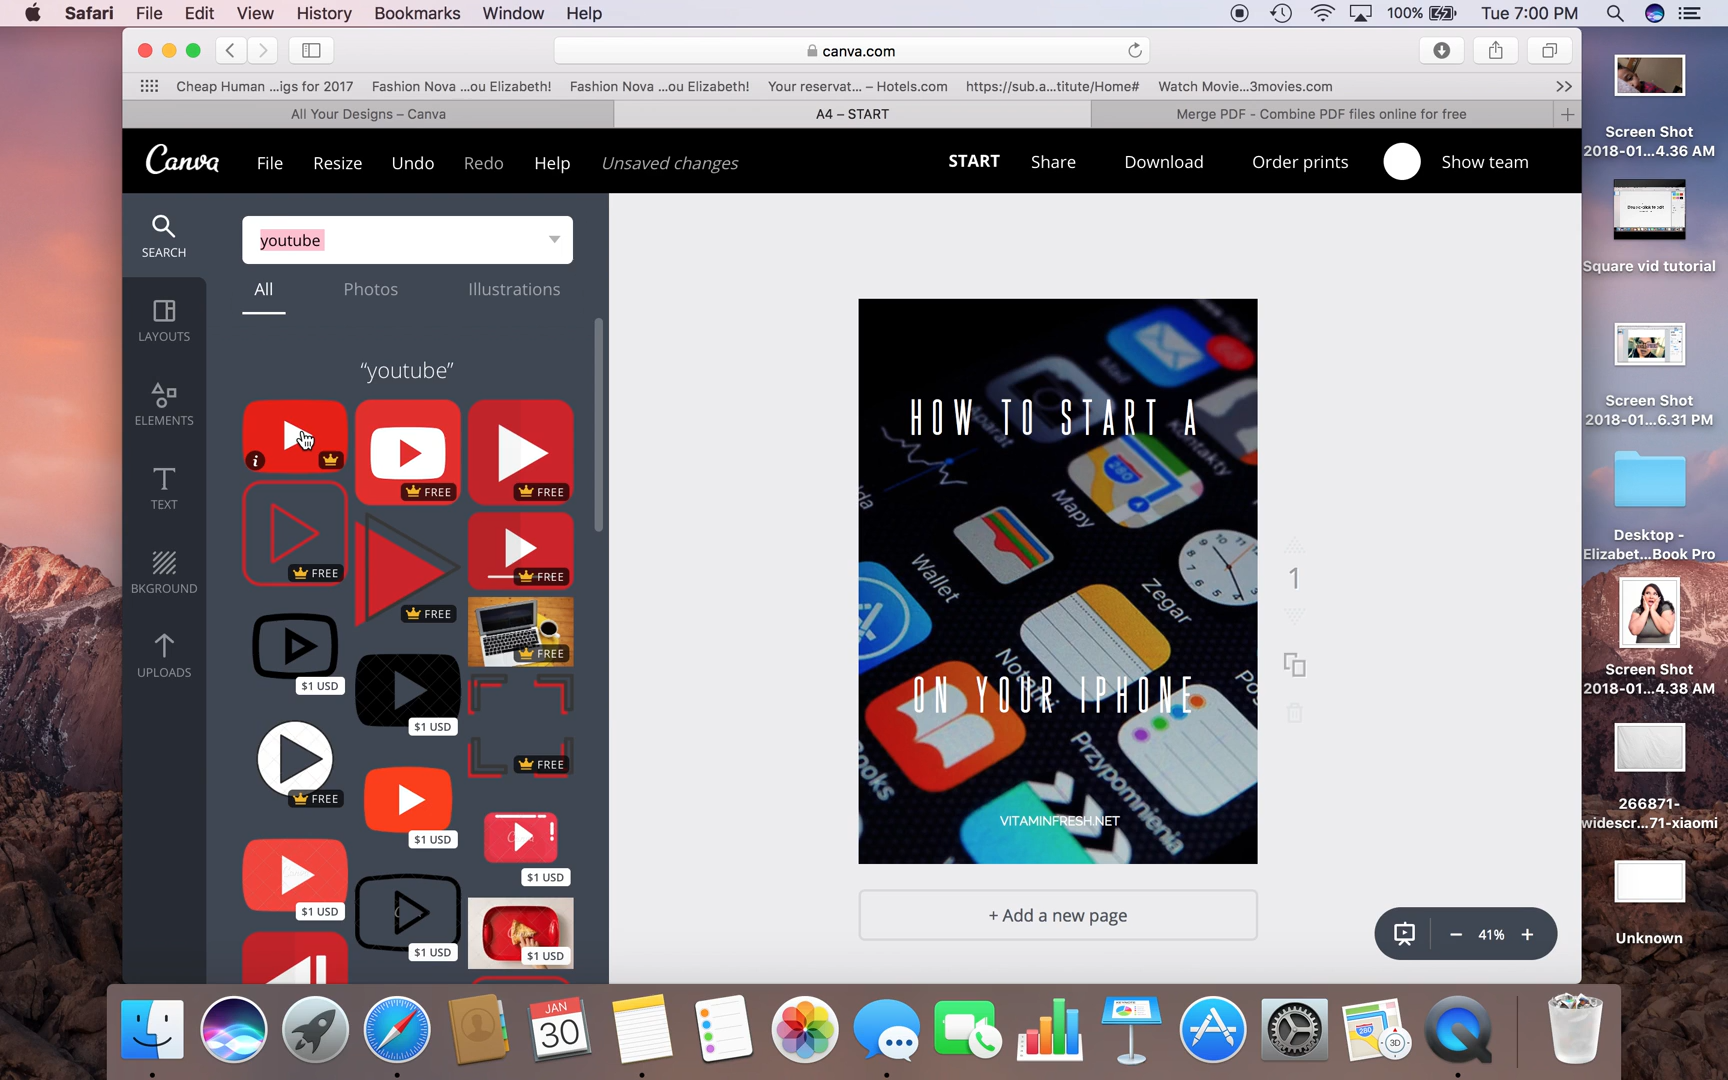 Safari File Edit View History Bookmarks Window Help 100% Tue 7:00 PM
canva.com
Cheap Human ...igs for 2017 Fashion Nova ...ou Elizabeth! Fashion Nova ...ou Elizabeth! Your reservat... – Hotels.com https://sub.a...titute/Home# Watch Movie...3movies.com
All Your Designs – Canva A4 – START Merge PDF - Combine PDF files online for free
Canva File Resize Undo Redo Help Unsaved changes START Share Download Order prints Show team
SEARCH
LAYOUTS
ELEMENTS
TEXT
BKGROUND
UPLOADS
youtube
All Photos Illustrations
“youtube”
FREE
FREE
FREE
FREE
FREE
FREE
$1 USD
$1 USD
FREE
FREE
$1 USD
$1 USD
$1 USD
$1 USD
$1 USD
HOW TO START A
Mail
Aparat
Kontakty
280
Mapy
Wallet
Zegar
ON YOUR IPHONE
Przypomnienia
VITAMINFRESH.NET
1
+ Add a new page
41%
Screen Shot
2018-01...4.36 AM
Square vid tutorial
Screen Shot
2018-01...6.31 PM
Desktop -
Elizabet...Book Pro
Screen Shot
2018-01...4.38 AM
266871-
widescr...71-xiaomi
Unknown
JAN
30
280
3D